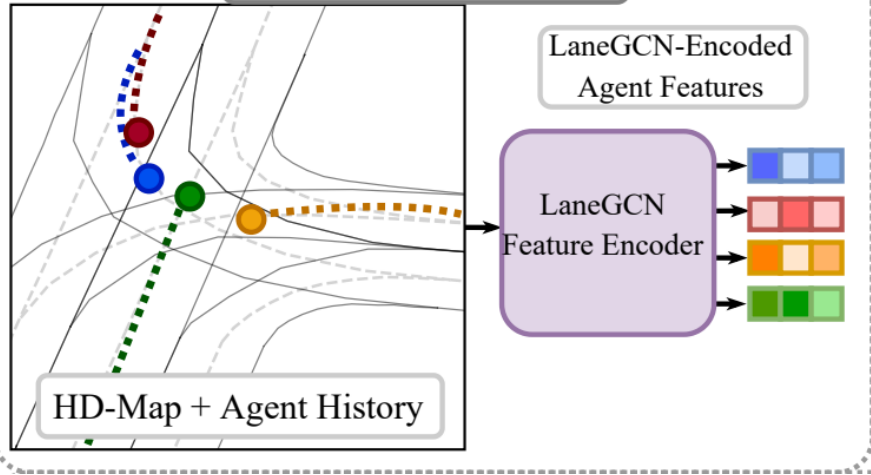 LaneGCN-Encoded
Agent Features
LaneGCN
Feature Encoder
HD-Map + Agent History